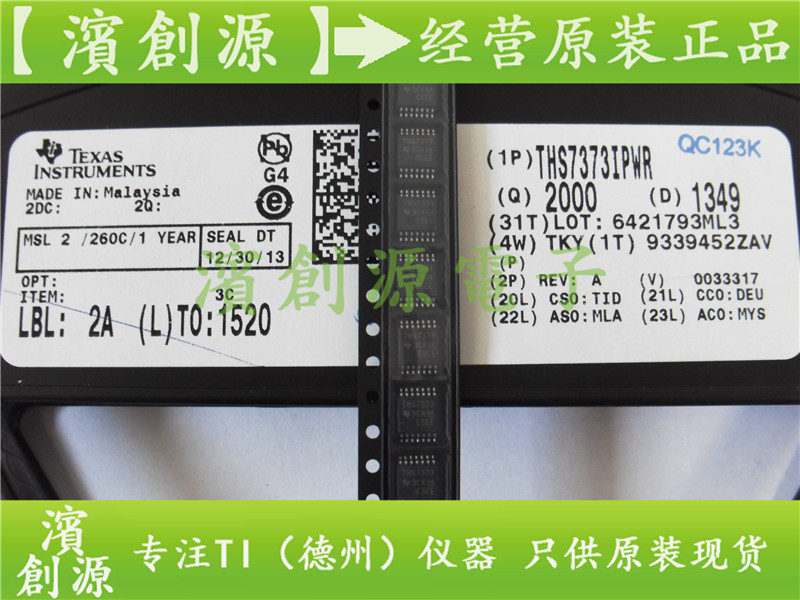 【濱創源】 经营原装正品
TEXAS
INSTRUMENTS
MADE IN: Malaysia
2DC: 2Q:
MSL 2 /260C/1 YEAR SEAL DT
12/30/13
OPT:
ITEM: 3C
LBL: 2A (L)TO:1520
Pb
G4
e
QC123K
(1P) THS7373IPWR
(Q) 2000 (D) 1349
(31T)LOT: 6421793ML3
(4W) TKY(1T) 9339452ZAV
(P)
(2P) REV: A (V) 0033317
(20L) CSO:TID (21L) CCO:DEU
(22L) ASO:MLA (23L) ACO:MYS
濱創源電子
THS7373
THS7373
濱創源
专注TI（德州）仪器 只供原装现货